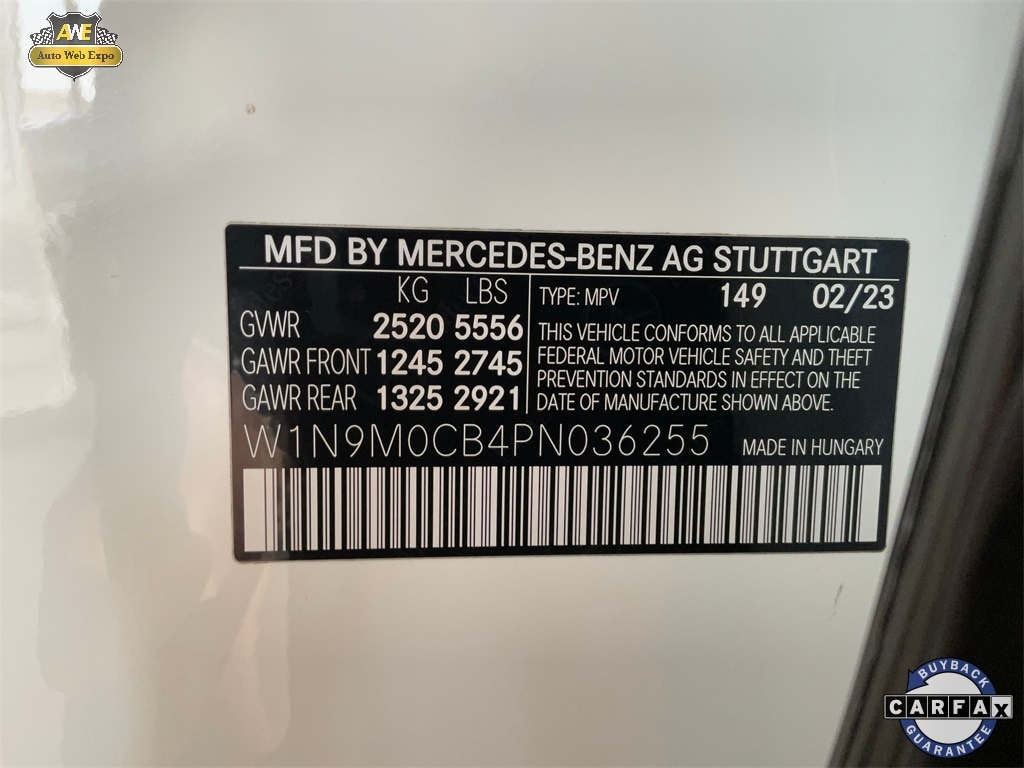 AWE
Auto Web Expo
MFD BY MERCEDES-BENZ AG STUTTGART
KG LBS
GVWR 2520 5556
GAWR FRONT 1245 2745
GAWR REAR 1325 2921
TYPE: MPV 149 02/23
THIS VEHICLE CONFORMS TO ALL APPLICABLE
FEDERAL MOTOR VEHICLE SAFETY AND THEFT
PREVENTION STANDARDS IN EFFECT ON THE
DATE OF MANUFACTURE SHOWN ABOVE.
W1N9M0CB4PN036255 MADE IN HUNGARY
BUYBACK
CARFAX
GUARANTEE